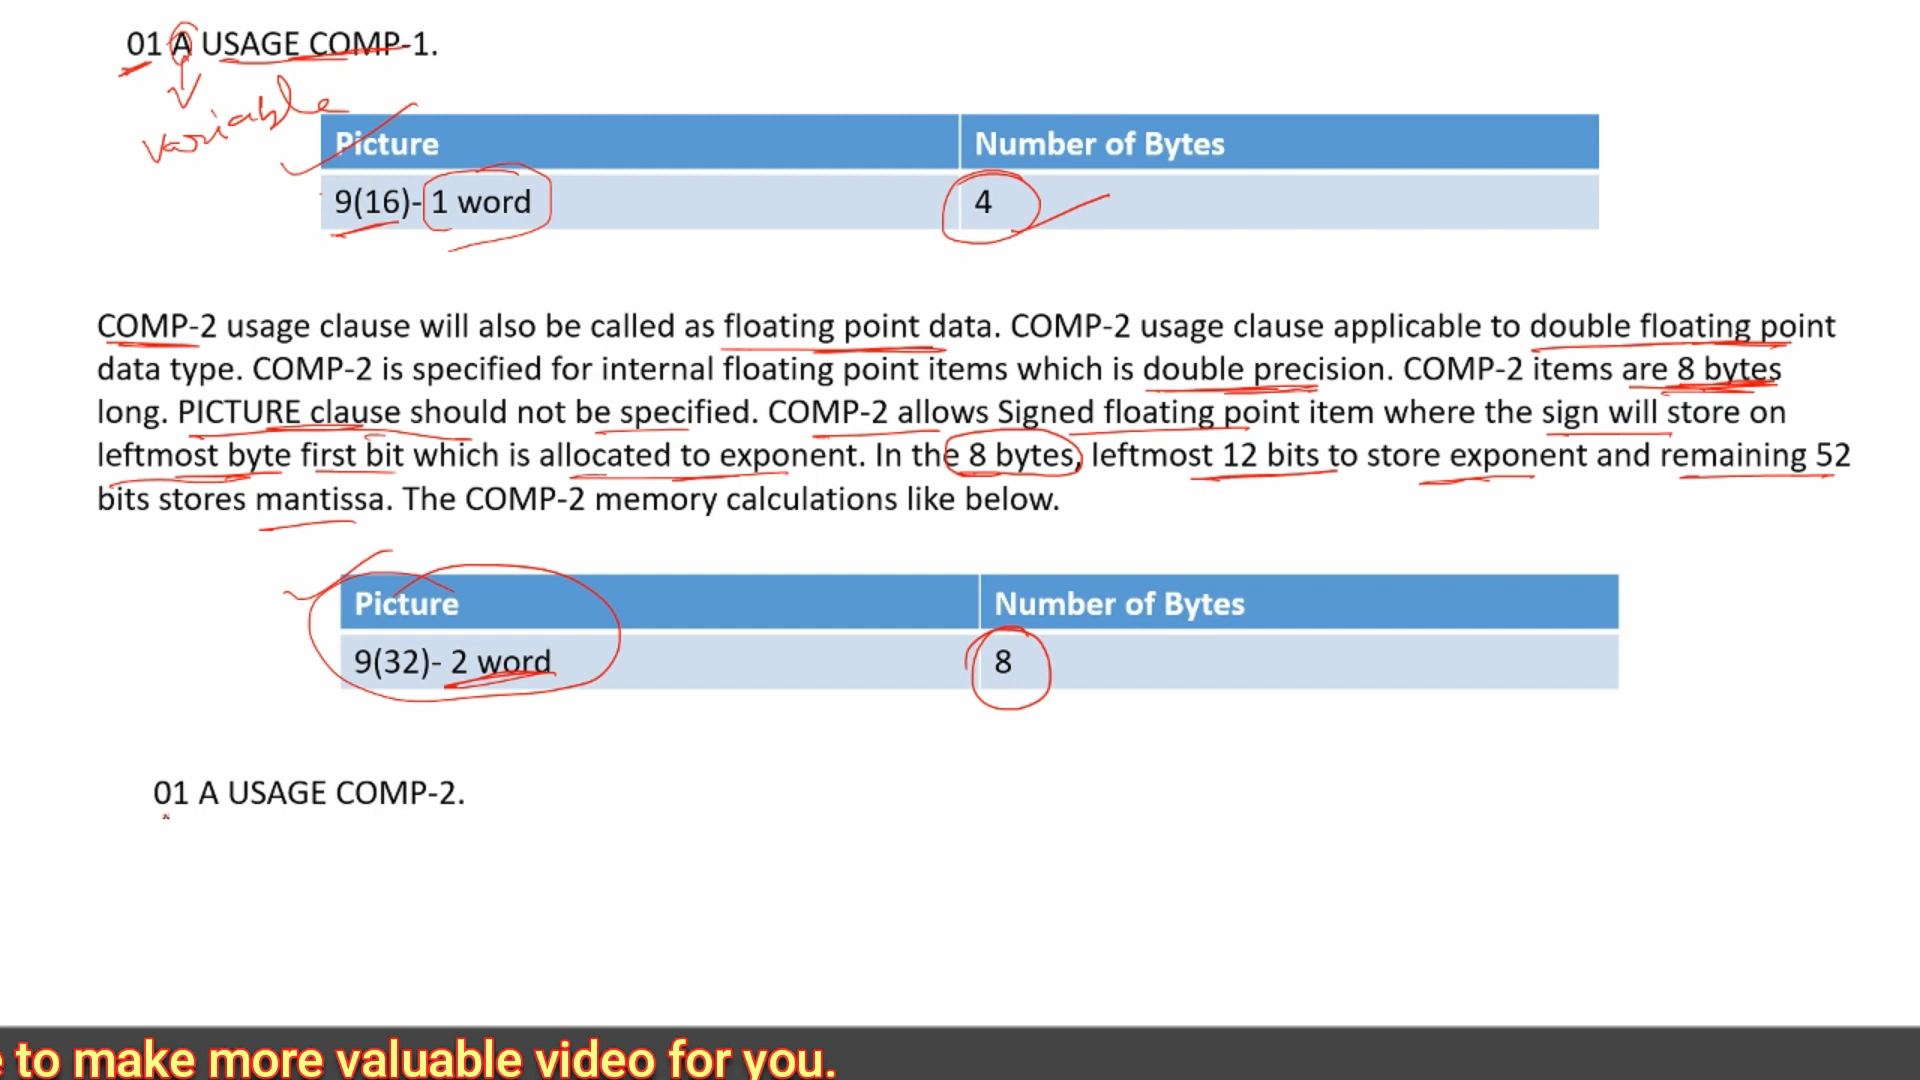 01 A USAGE COMP-1.
variable
Picture Number of Bytes
9(16)- 1 word 4
COMP-2 usage clause will also be called as floating point data. COMP-2 usage clause applicable to double floating point
data type. COMP-2 is specified for internal floating point items which is double precision. COMP-2 items are 8 bytes
long. PICTURE clause should not be specified. COMP-2 allows Signed floating point item where the sign will store on
leftmost byte first bit which is allocated to exponent. In the 8 bytes, leftmost 12 bits to store exponent and remaining 52
bits stores mantissa. The COMP-2 memory calculations like below.
Picture Number of Bytes
9(32)- 2 word 8
01 A USAGE COMP-2.
to make more valuable video for you.